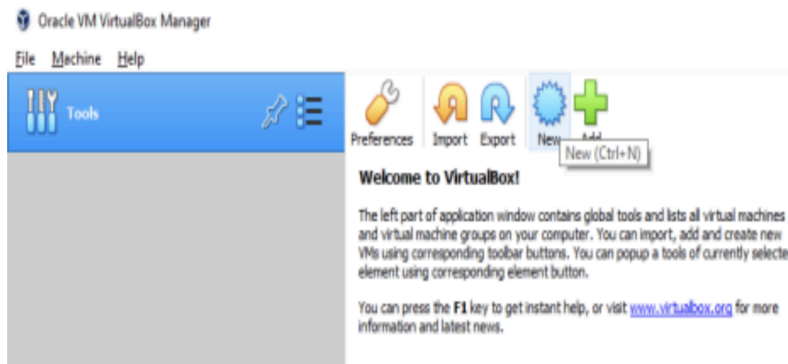 Oracle VM VirtualBox Manager
File Machine Help
Tools
Preferences Import Export New Add
New (Ctrl+N)
Welcome to VirtualBox!
The left part of application window contains global tools and lists all virtual machines
and virtual machine groups on your computer. You can import, add and create new
VMs using corresponding toolbar buttons. You can popup a tools of currently selecte
element using corresponding element button.
You can press the F1 key to get instant help, or visit www.virtualbox.org for more
information and latest news.